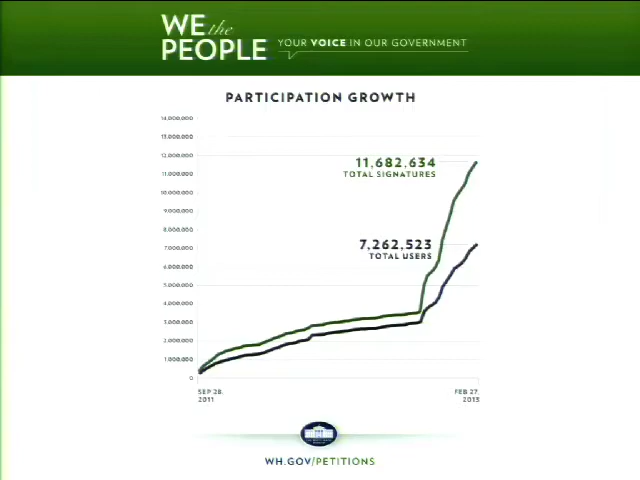 WE the
PEOPLE
YOUR VOICE IN OUR GOVERNMENT
PARTICIPATION GROWTH
14,000,000
13,000,000
12,000,000
11,000,000
10,000,000
9,000,000
8,000,000
7,000,000
6,000,000
5,000,000
4,000,000
3,000,000
2,000,000
1,000,000
0
11,682,634
TOTAL SIGNATURES
7,262,523
TOTAL USERS
SEP 28,
2011
FEB 27,
2013
WH.GOV/PETITIONS